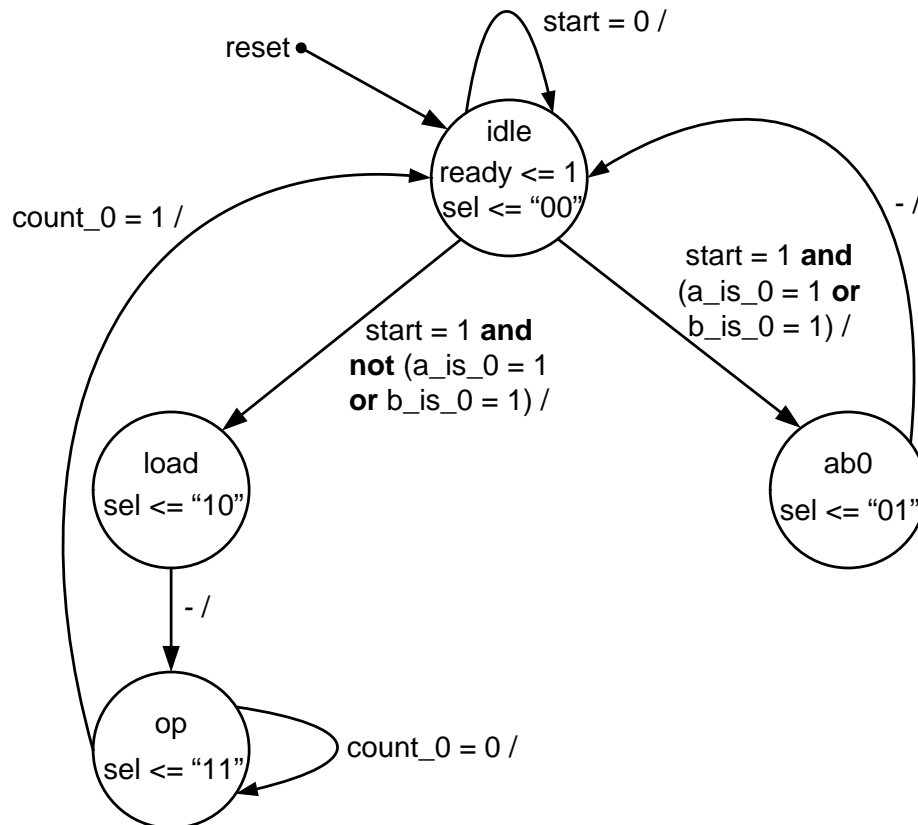 start = 0 /
reset
idle
ready <= 1
sel <= “00”
count_0 = 1 /
- /
start = 1 and
(a_is_0 = 1 or
b_is_0 = 1) /
start = 1 and
not (a_is_0 = 1
or b_is_0 = 1) /
load
sel <= “10”
ab0
sel <= “01”
- /
op
sel <= “11”
count_0 = 0 /